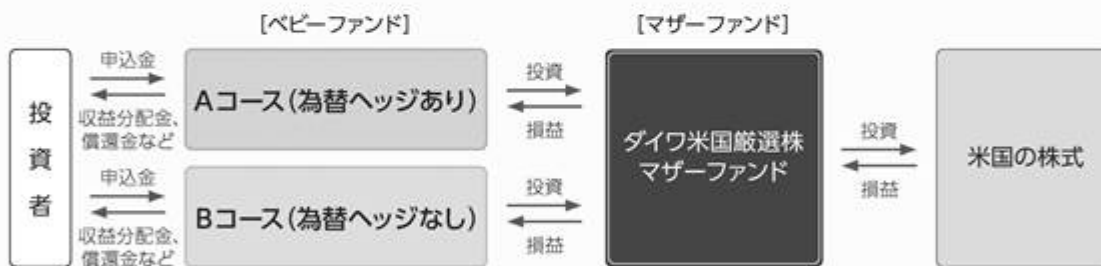 [ベビーファンド]
[マザーファンド]
投資者
申込金
収益分配金、
償還金など
Aコース(為替ヘッジあり)
投資
損益
申込金
収益分配金、
償還金など
Bコース(為替ヘッジなし)
投資
損益
ダイワ米国厳選株
マザーファンド
投資
損益
米国の株式